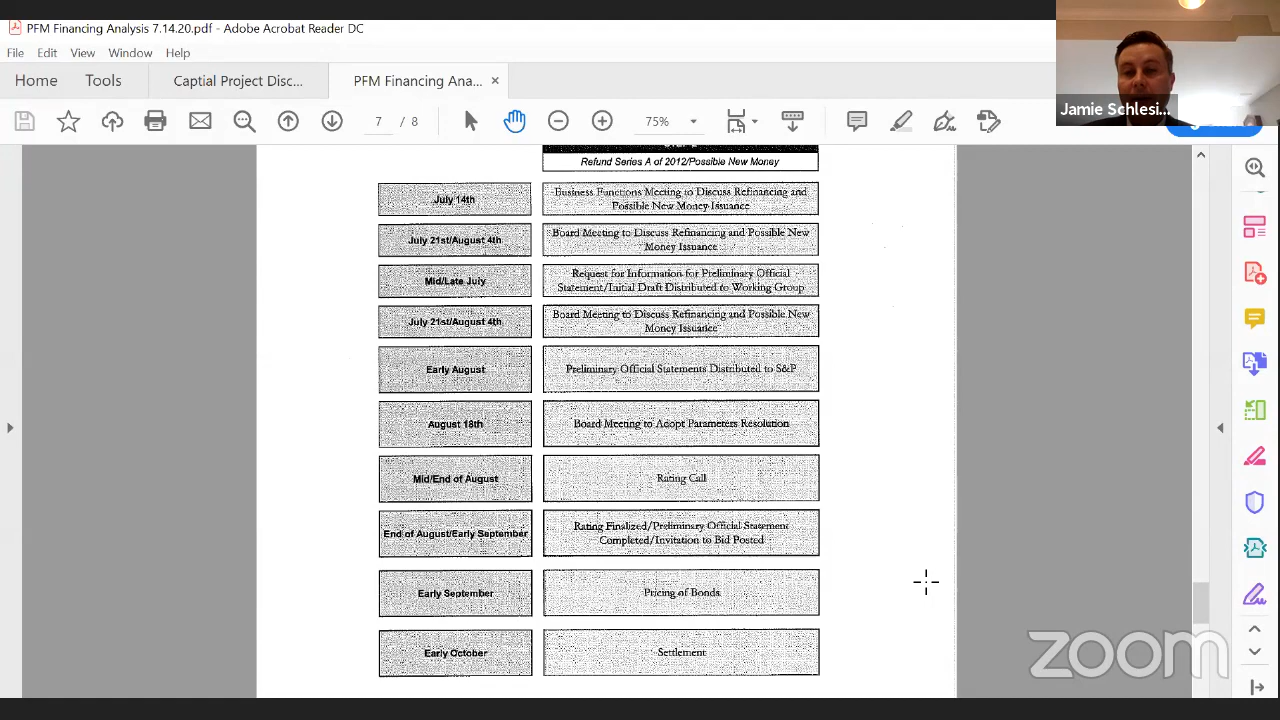 PFM Financing Analysis 7.14.20.pdf - Adobe Acrobat Reader DC
File Edit View Window Help
Home Tools Captial Project Disc... PFM Financing Ana... ×
Jamie Schlesi...
7 / 8 75%
Refund Series A of 2012/Possible New Money
July 14th
Business Functions Meeting to Discuss Refinancing and
Possible New Money Issuance
July 21st/August 4th
Board Meeting to Discuss Refinancing and Possible New
Money Issuance
Mid/Late July
Request for Information for Preliminary Official
Statement/Initial Draft Distributed to Working Group
July 21st/August 4th
Board Meeting to Discuss Refinancing and Possible New
Money Issuance
Early August
Preliminary Official Statements Distributed to S&P
August 18th
Board Meeting to Adopt Parameters Resolution
Mid/End of August
Rating Call
End of August/Early September
Rating Finalized/Preliminary Official Statement
Completed/Invitation to Bid Posted
Early September
Pricing of Bonds
Early October
Settlement
zoom